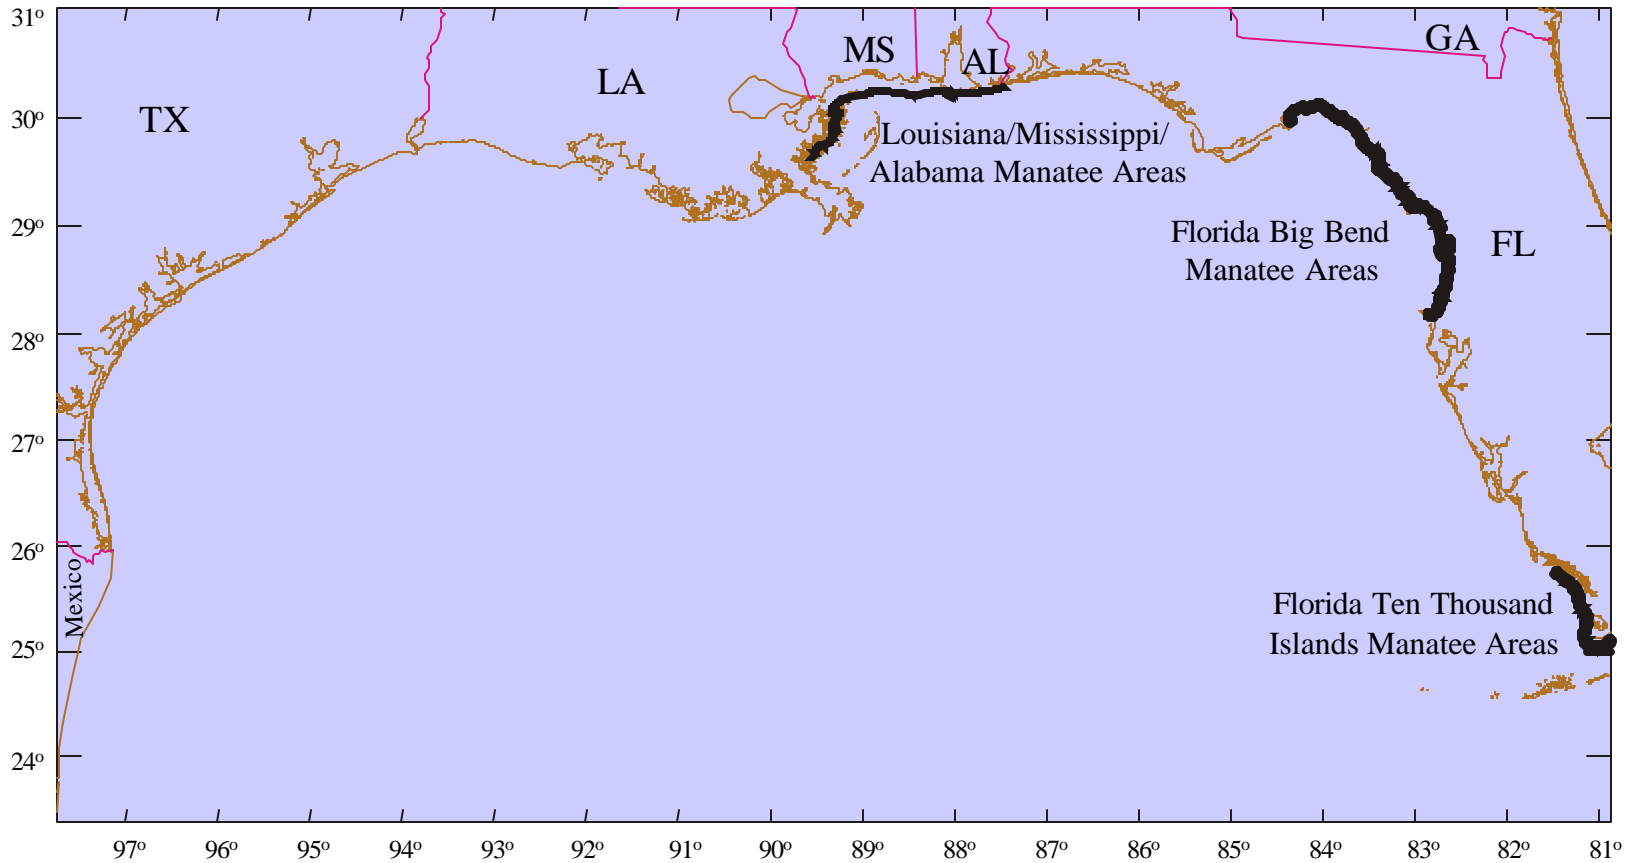 31º
30º
29º
28º
27º
26º
25º
24º
TX
LA
MS
AL
GA
FL
Mexico
Louisiana/Mississippi/
Alabama Manatee Areas
Florida Big Bend
Manatee Areas
Florida Ten Thousand
Islands Manatee Areas
97º 96º 95º 94º 93º 92º 91º 90º 89º 88º 87º 86º 85º 84º 83º 82º 81º